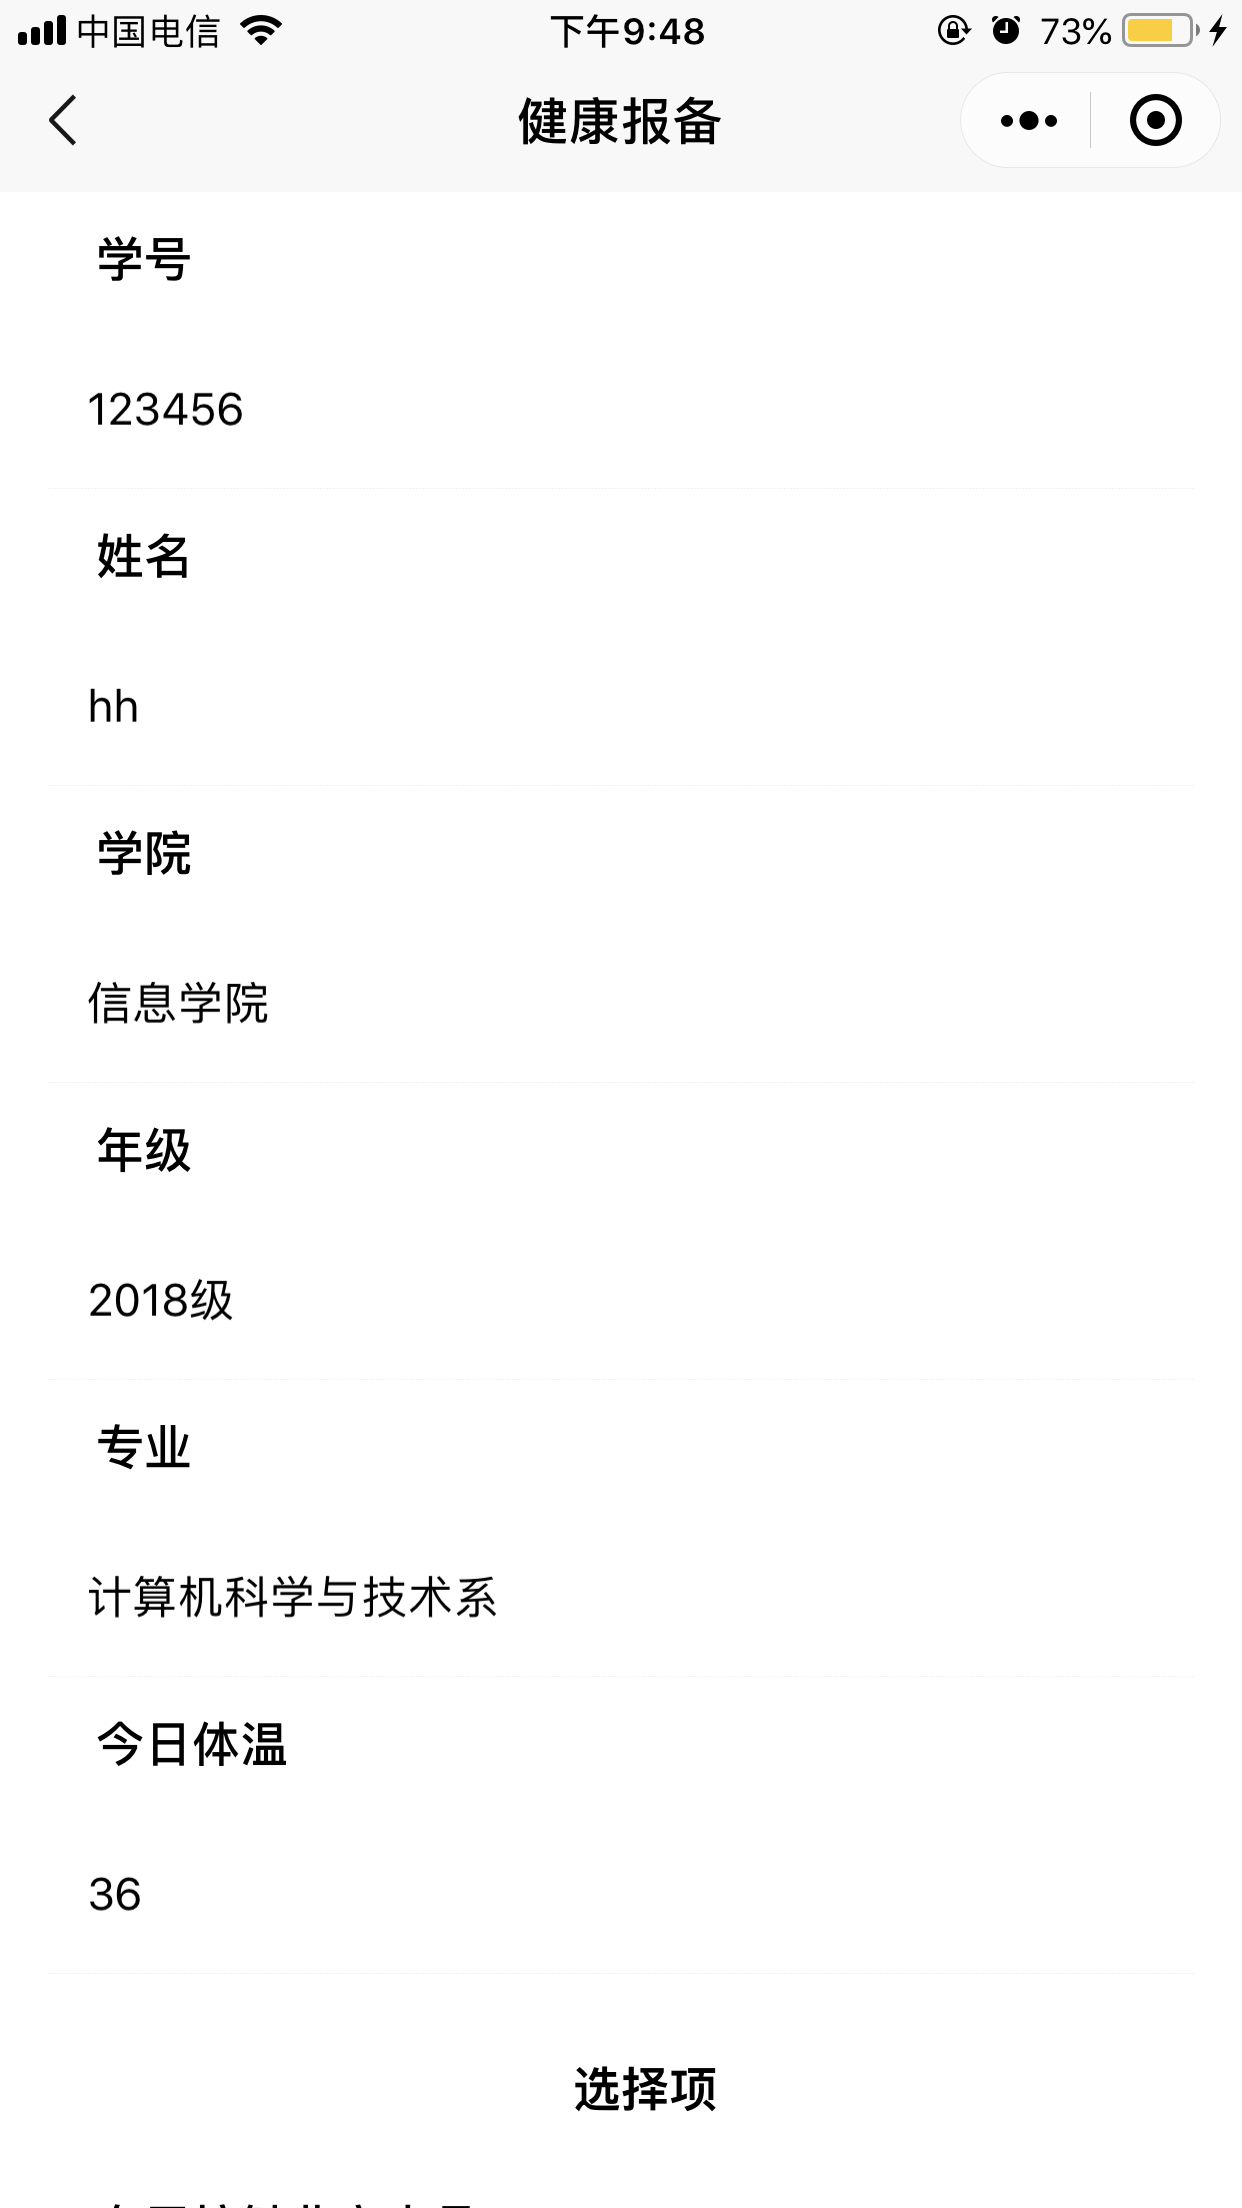 中国电信 下午9:48 73%
健康报备
学号
123456
姓名
hh
学院
信息学院
年级
2018级
专业
计算机科学与技术系
今日体温
36
选择项